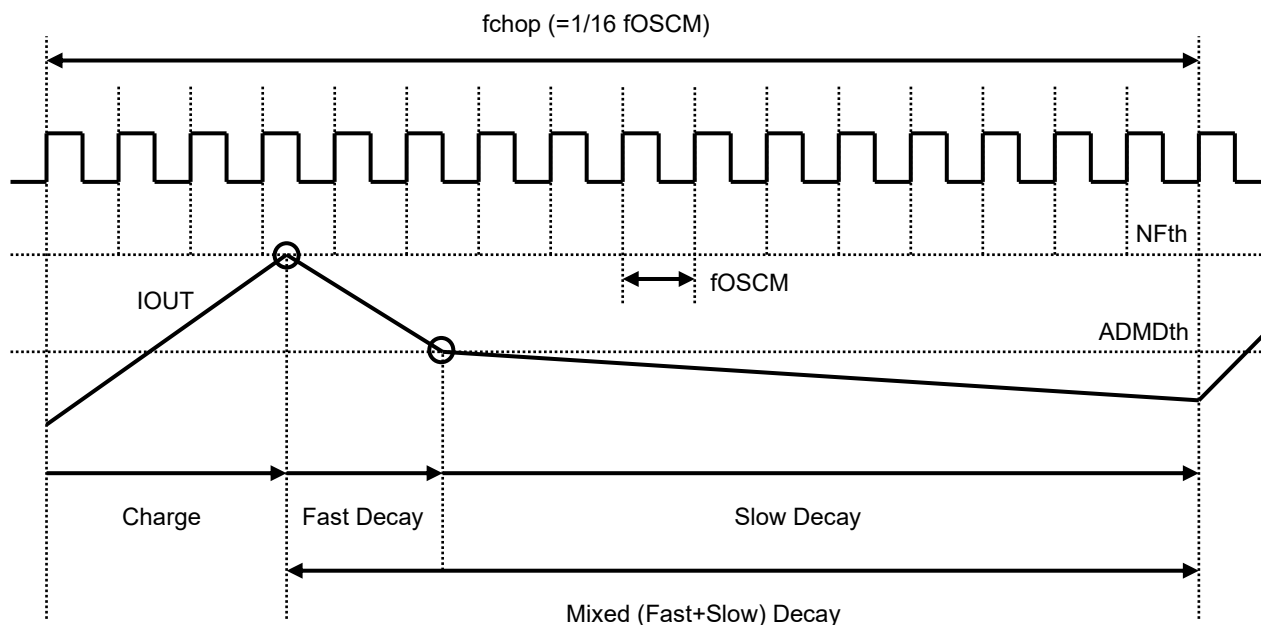 fchop (=1/16 fOSCM)
NFth
fOSCM
IOUT
ADMDth
Charge
Fast Decay
Slow Decay
Mixed (Fast+Slow) Decay